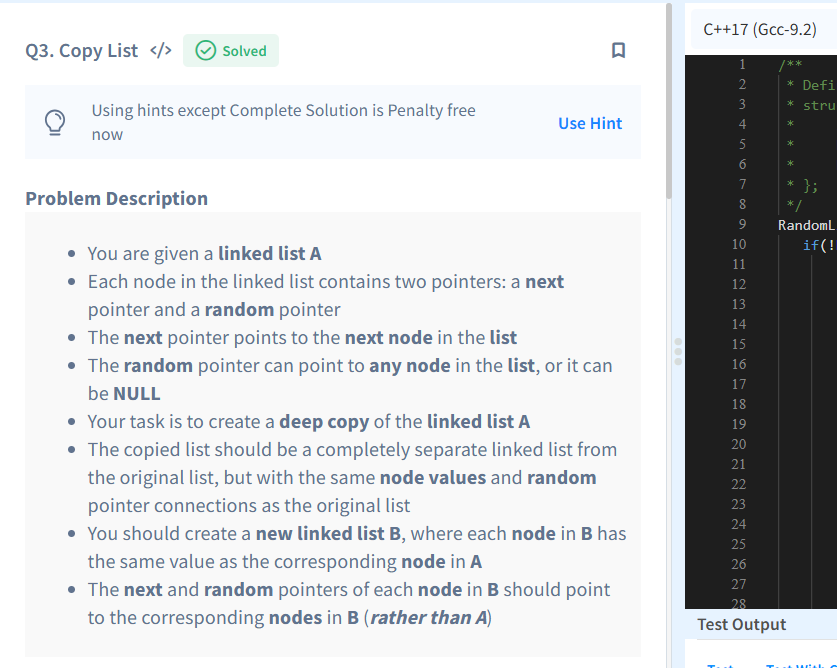 Q3. Copy List </> Solved
Using hints except Complete Solution is Penalty free
now
Use Hint
Problem Description
• You are given a linked list A
• Each node in the linked list contains two pointers: a next
pointer and a random pointer
• The next pointer points to the next node in the list
• The random pointer can point to any node in the list, or it can
be NULL
• Your task is to create a deep copy of the linked list A
• The copied list should be a completely separate linked list from
the original list, but with the same node values and random
pointer connections as the original list
• You should create a new linked list B, where each node in B has
the same value as the corresponding node in A
• The next and random pointers of each node in B should point
to the corresponding nodes in B (rather than A)
C++17 (Gcc-9.2)
1 /**
2 * Defi
3 * stru
4 *
5 *
6 *
7 * };
8 */
9 RandomL
10 if(!
11
12
13
14
15
16
17
18
19
20
21
22
23
24
25
26
27
28
Test Output